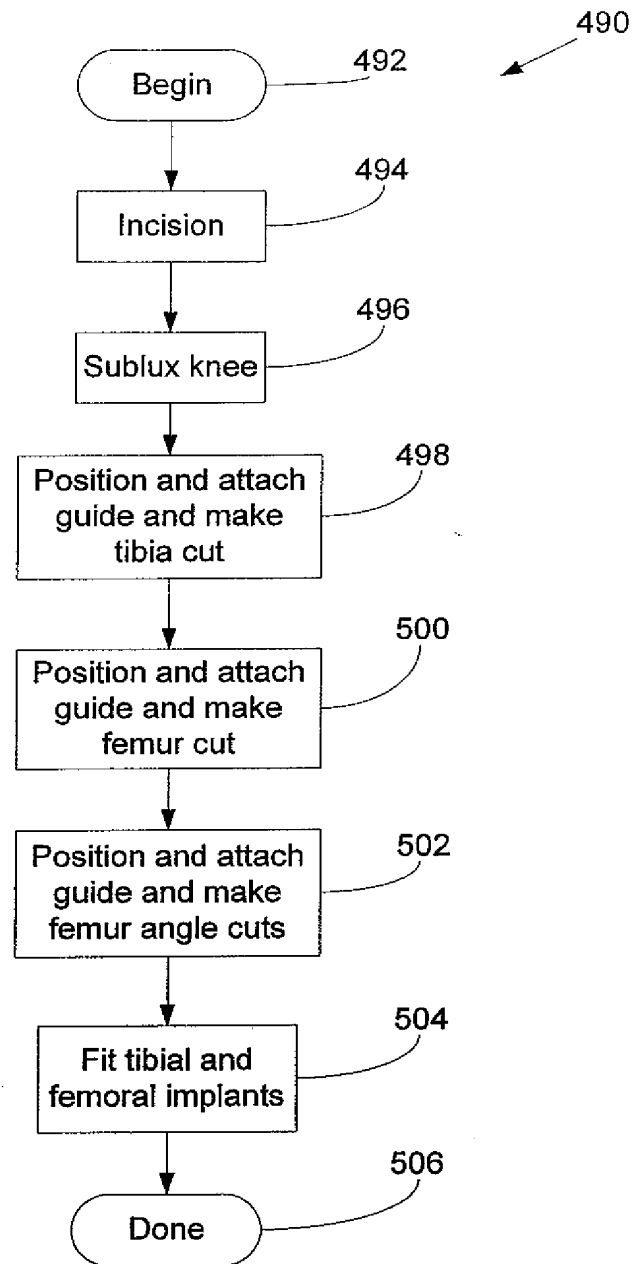 490
492
Begin
494
Incision
496
Sublux knee
498
Position and attach
guide and make
tibia cut
500
Position and attach
guide and make
femur cut
502
Position and attach
guide and make
femur angle cuts
504
Fit tibial and
femoral implants
506
Done